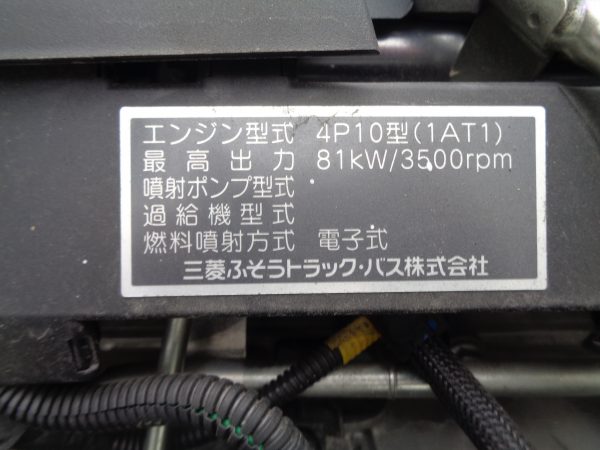 エンジン型式 4P10型(1AT1)
最高出力 81kW/3500rpm
噴射ポンプ型式
過給機型式
燃料噴射方式 電子式
三菱ふそうトラック・バス株式会社